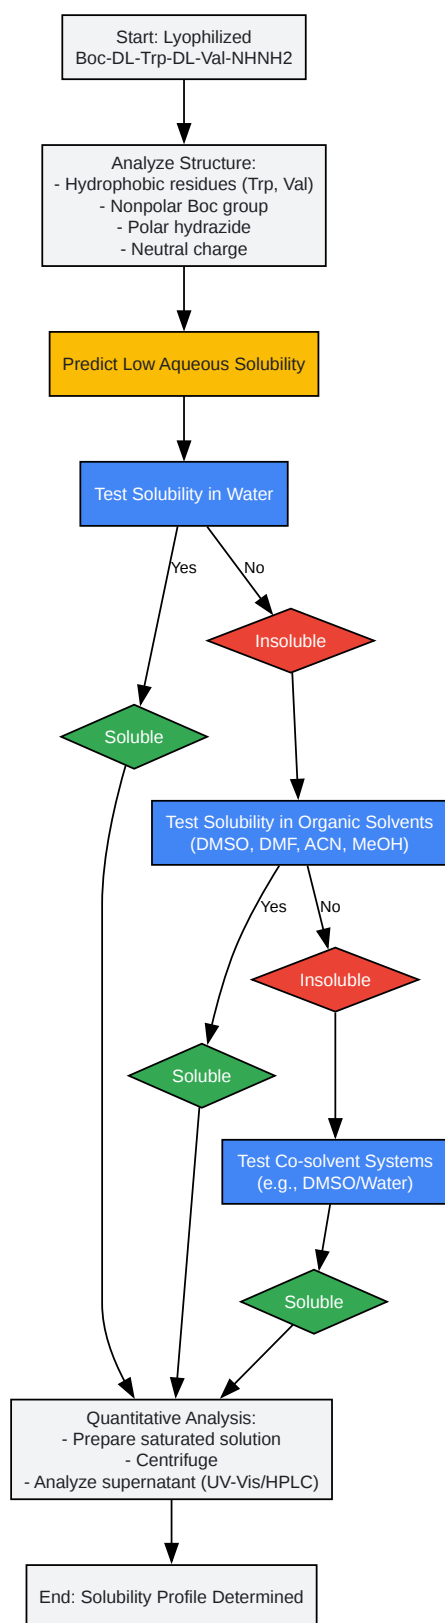 Start: Lyophilized
Boc-DL-Trp-DL-Val-NHNH2
Analyze Structure:
- Hydrophobic residues (Trp, Val)
- Nonpolar Boc group
- Polar hydrazide
- Neutral charge
Predict Low Aqueous Solubility
Test Solubility in Water
Yes
No
Insoluble
Soluble
Test Solubility in Organic Solvents
(DMSO, DMF, ACN, MeOH)
Yes
No
Insoluble
Soluble
Test Co-solvent Systems
(e.g., DMSO/Water)
Soluble
Quantitative Analysis:
- Prepare saturated solution
- Centrifuge
- Analyze supernatant (UV-Vis/HPLC)
End: Solubility Profile Determined